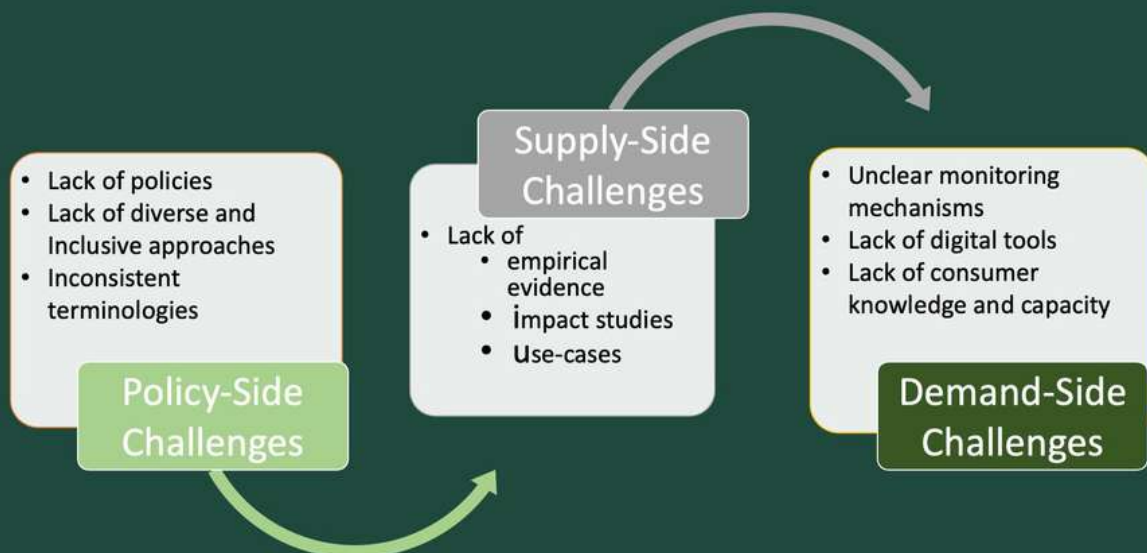 • Lack of policies
• Lack of diverse and
Inclusive approaches
• Inconsistent
terminologies
Policy-Side
Challenges
Supply-Side
Challenges
• Lack of
• empirical
evidence
• impact studies
• use-cases
• Unclear monitoring
mechanisms
• Lack of digital tools
• Lack of consumer
knowledge and capacity
Demand-Side
Challenges